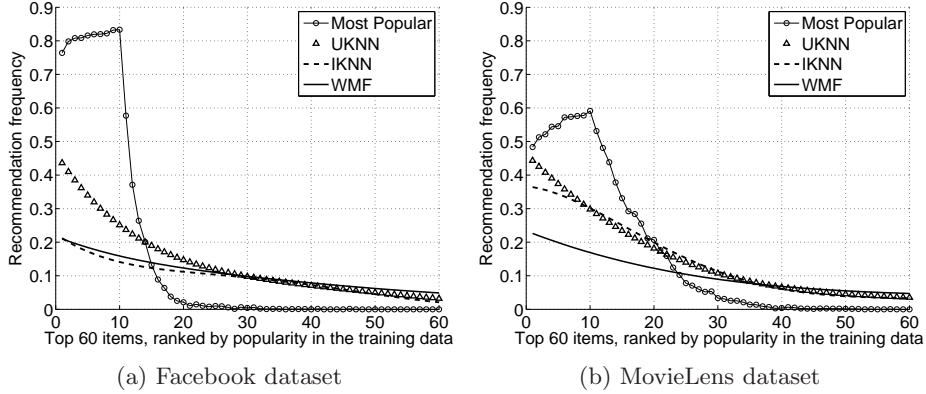 0.9
0.8
0.7
0.6
0.5
0.4
0.3
0.2
0.1
0
Recommendation frequency
Most Popular
UKNN
IKNN
WMF
0 10 20 30 40 50 60
Top 60 items, ranked by popularity in the training data
(a) Facebook dataset
0.9
0.8
0.7
0.6
0.5
0.4
0.3
0.2
0.1
0
Recommendation frequency
Most Popular
UKNN
IKNN
WMF
0 10 20 30 40 50 60
Top 60 items, ranked by popularity in the training data
(b) MovieLens dataset